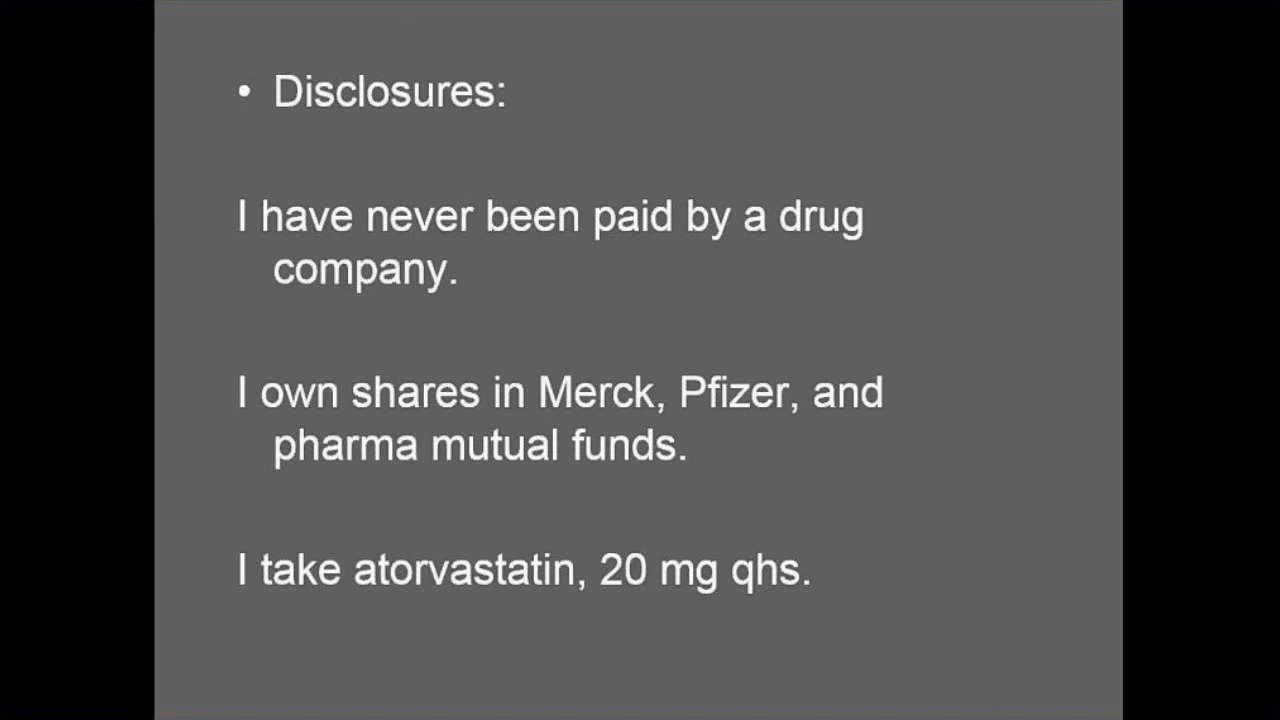 • Disclosures:
I have never been paid by a drug
company.
I own shares in Merck, Pfizer, and
pharma mutual funds.
I take atorvastatin, 20 mg qhs.